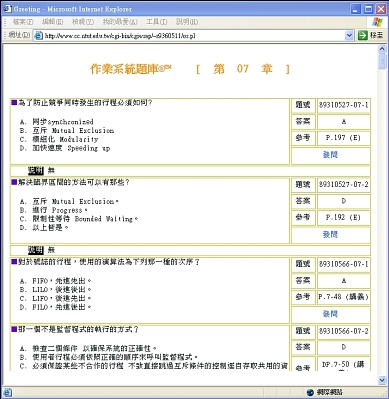 Greeting - Microsoft Internet Explorer
檔案(F) 編輯(E) 檢視(V) 我的最愛(A) 工具(T) 說明(H)
網址(D) http://www.cc.ntut.edu.tw/cgi-bin/cgiwrap/~s9360511/or.pl 移至
作業系統題庫®™ [ 第 07 章 ]
■為了防止競爭同時發生的行程必須如何? 題號 89310527-07-1
A. 同步Synchronized 答案 A
B. 互斥 Mutual Exclusion
C. 模組化 Modularity 參考 P.197 (E)
D. 加快速度 Speeding up 發問
說明 無
■解決臨界區間的方法可以有那些? 題號 89310527-07-2
A. 互斥 Mutual Exclusion。 答案 D
B. 進行 Progress。
C. 限制性等待 Bounded Waiting。 參考 P.192 (E)
D. 以上皆是。 發問
說明 無
■對於號誌的行程,使用的演算法為下列那一種的次序? 題號 89310566-07-1
A. FIFO,先進先出。 答案 A
B. LILO,後進後出。
C. LIFO,後進先出。 參考 P.7-48 (講義)
D. FILO,先進後出。 發問
說明 無
■那一個不是監督程式的執行的方式? 題號 89310566-07-2
A. 檢查二個條件 以確保系統的正確性。 答案 D
B. 使用者行程必須依照正確的順序來呼叫監督程式。
C. 必須保證某些不合作的行程 不致直接跳過互斥條件的控制逕自存取共用的資 參考 DP.7-50 (講義)
網際網路